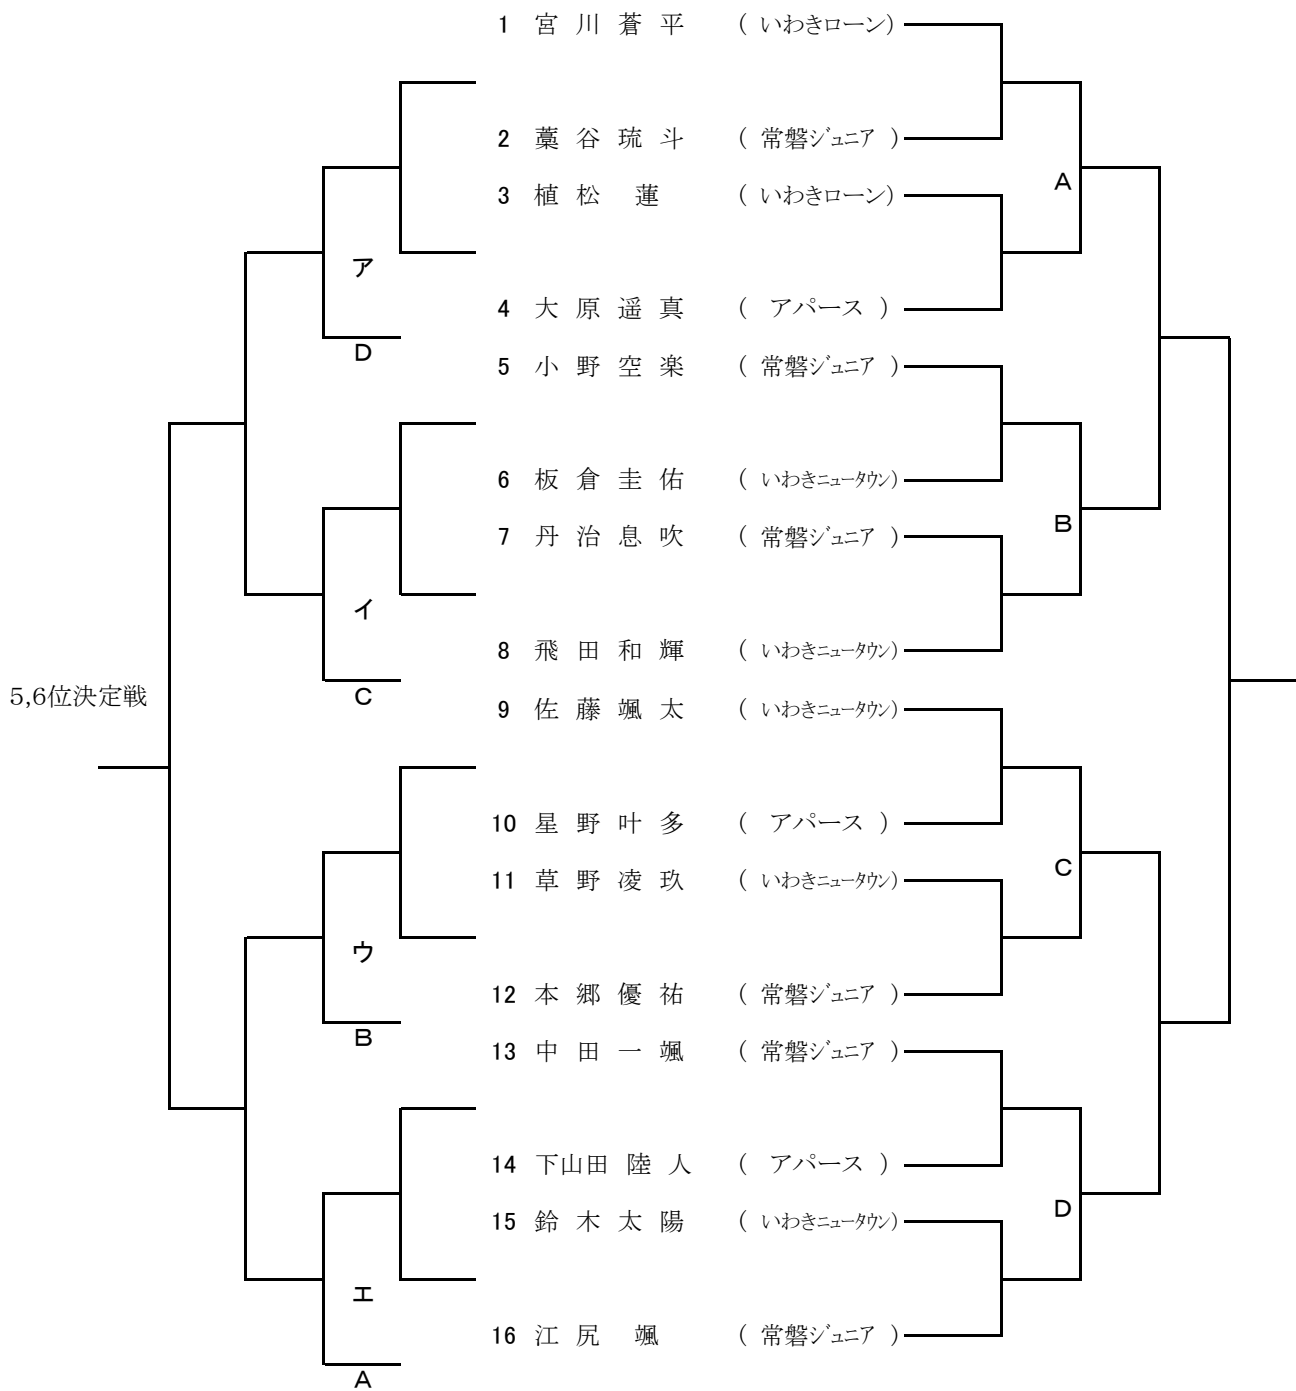 1 宮川蒼平 ( いわきローン)
2 藁谷琉斗 ( 常磐ジュニア )
A
3 植松 蓮 ( いわきローン)
ア
4 大原遥真 ( アパース )
D
5 小野空楽 ( 常磐ジュニア )
6 板倉圭佑 ( いわきニュータウン)
B
7 丹治息吹 ( 常磐ジュニア )
イ
8 飛田和輝 ( いわきニュータウン)
5,6位決定戦
C
9 佐藤颯太 ( いわきニュータウン)
10 星野叶多 ( アパース )
C
11 草野凌玖 ( いわきニュータウン)
ウ
12 本郷優祐 ( 常磐ジュニア )
B
13 中田一颯 ( 常磐ジュニア )
14 下山田陸人 ( アパース )
D
15 鈴木太陽 ( いわきニュータウン)
エ
16 江尻 颯 ( 常磐ジュニア )
A